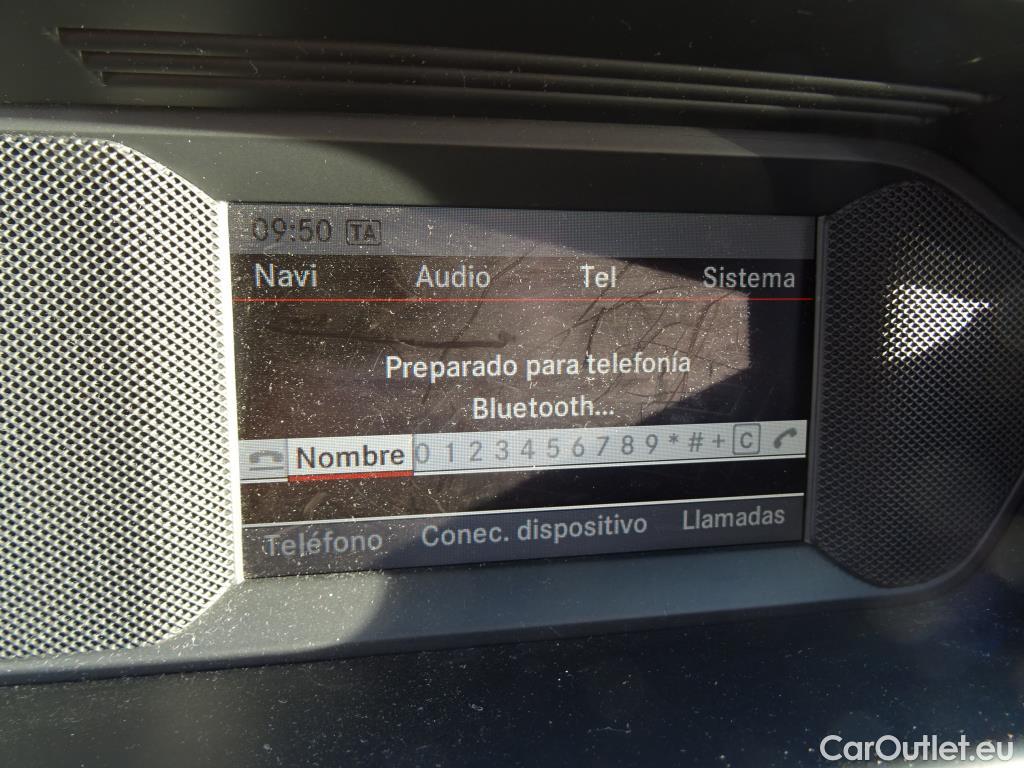 09:50 TA
Navi Audio Tel Sistema
Preparado para telefonía
Bluetooth...
Nombre 0 1 2 3 4 5 6 7 8 9 * # + C
Teléfono Conec. dispositivo Llamadas
CarOutlet.eu